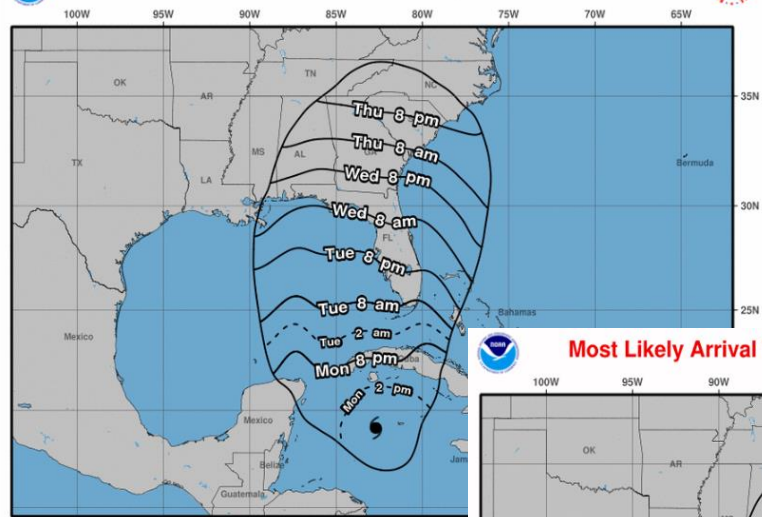 100W 95W 90W 85W 80W 75W 70W 65W
TN
OK
NC
AR
35N
Thu 8 pm
Thu 8 am
MS
AL
GA
TX
Bermuda
Wed 8 pm
LA
30N
Wed 8 am
FL
Tue 8 pm
Tue 8 am
25N
Bahamas
Mexico
Tue 2 am
NOAA
Most Likely Arrival
Mon 8 pm
Mon 2 pm
100W 95W 90W
Mexico
Belize
Guatemala
OK
AR